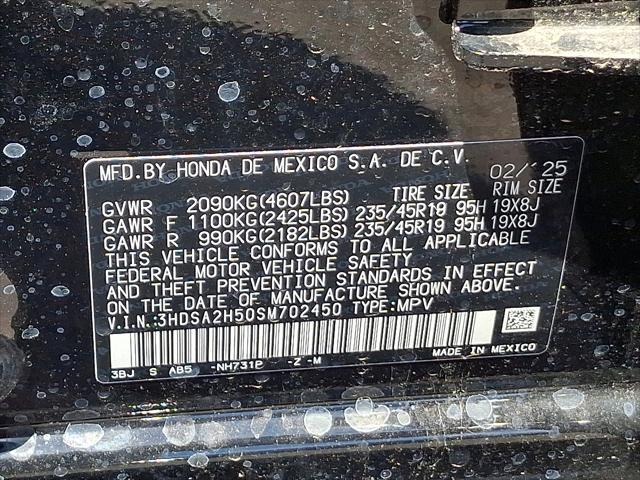 MFD. BY HONDA DE MEXICO S.A. DE C.V. 02/'25
GVWR 2090KG(4607LBS) TIRE SIZE RIM SIZE
GAWR F 1100KG(2425LBS) 235/45R19 95H 19X8J
GAWR R 990KG(2182LBS) 235/45R19 95H 19X8J
THIS VEHICLE CONFORMS TO ALL APPLICABLE
FEDERAL MOTOR VEHICLE SAFETY
AND THEFT PREVENTION STANDARDS IN EFFECT
ON THE DATE OF MANUFACTURE SHOWN ABOVE.
V.I.N.:3HDSA2H50SM702450 TYPE:MPV
3BJ S AB5 -NH731P -Z -M MADE IN MEXICO